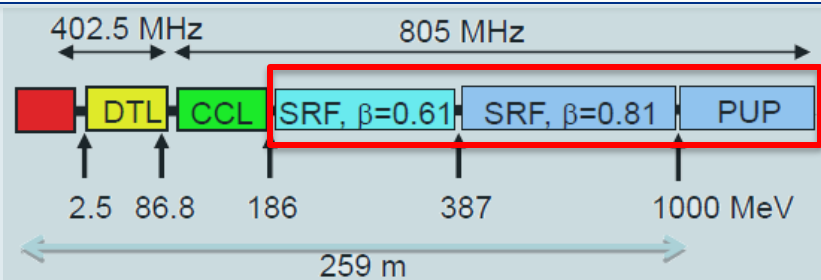 402.5 MHz 805 MHz
DTL CCL SRF, β=0.61 SRF, β=0.81 PUP
2.5 86.8 186 387 1000 MeV
259 m